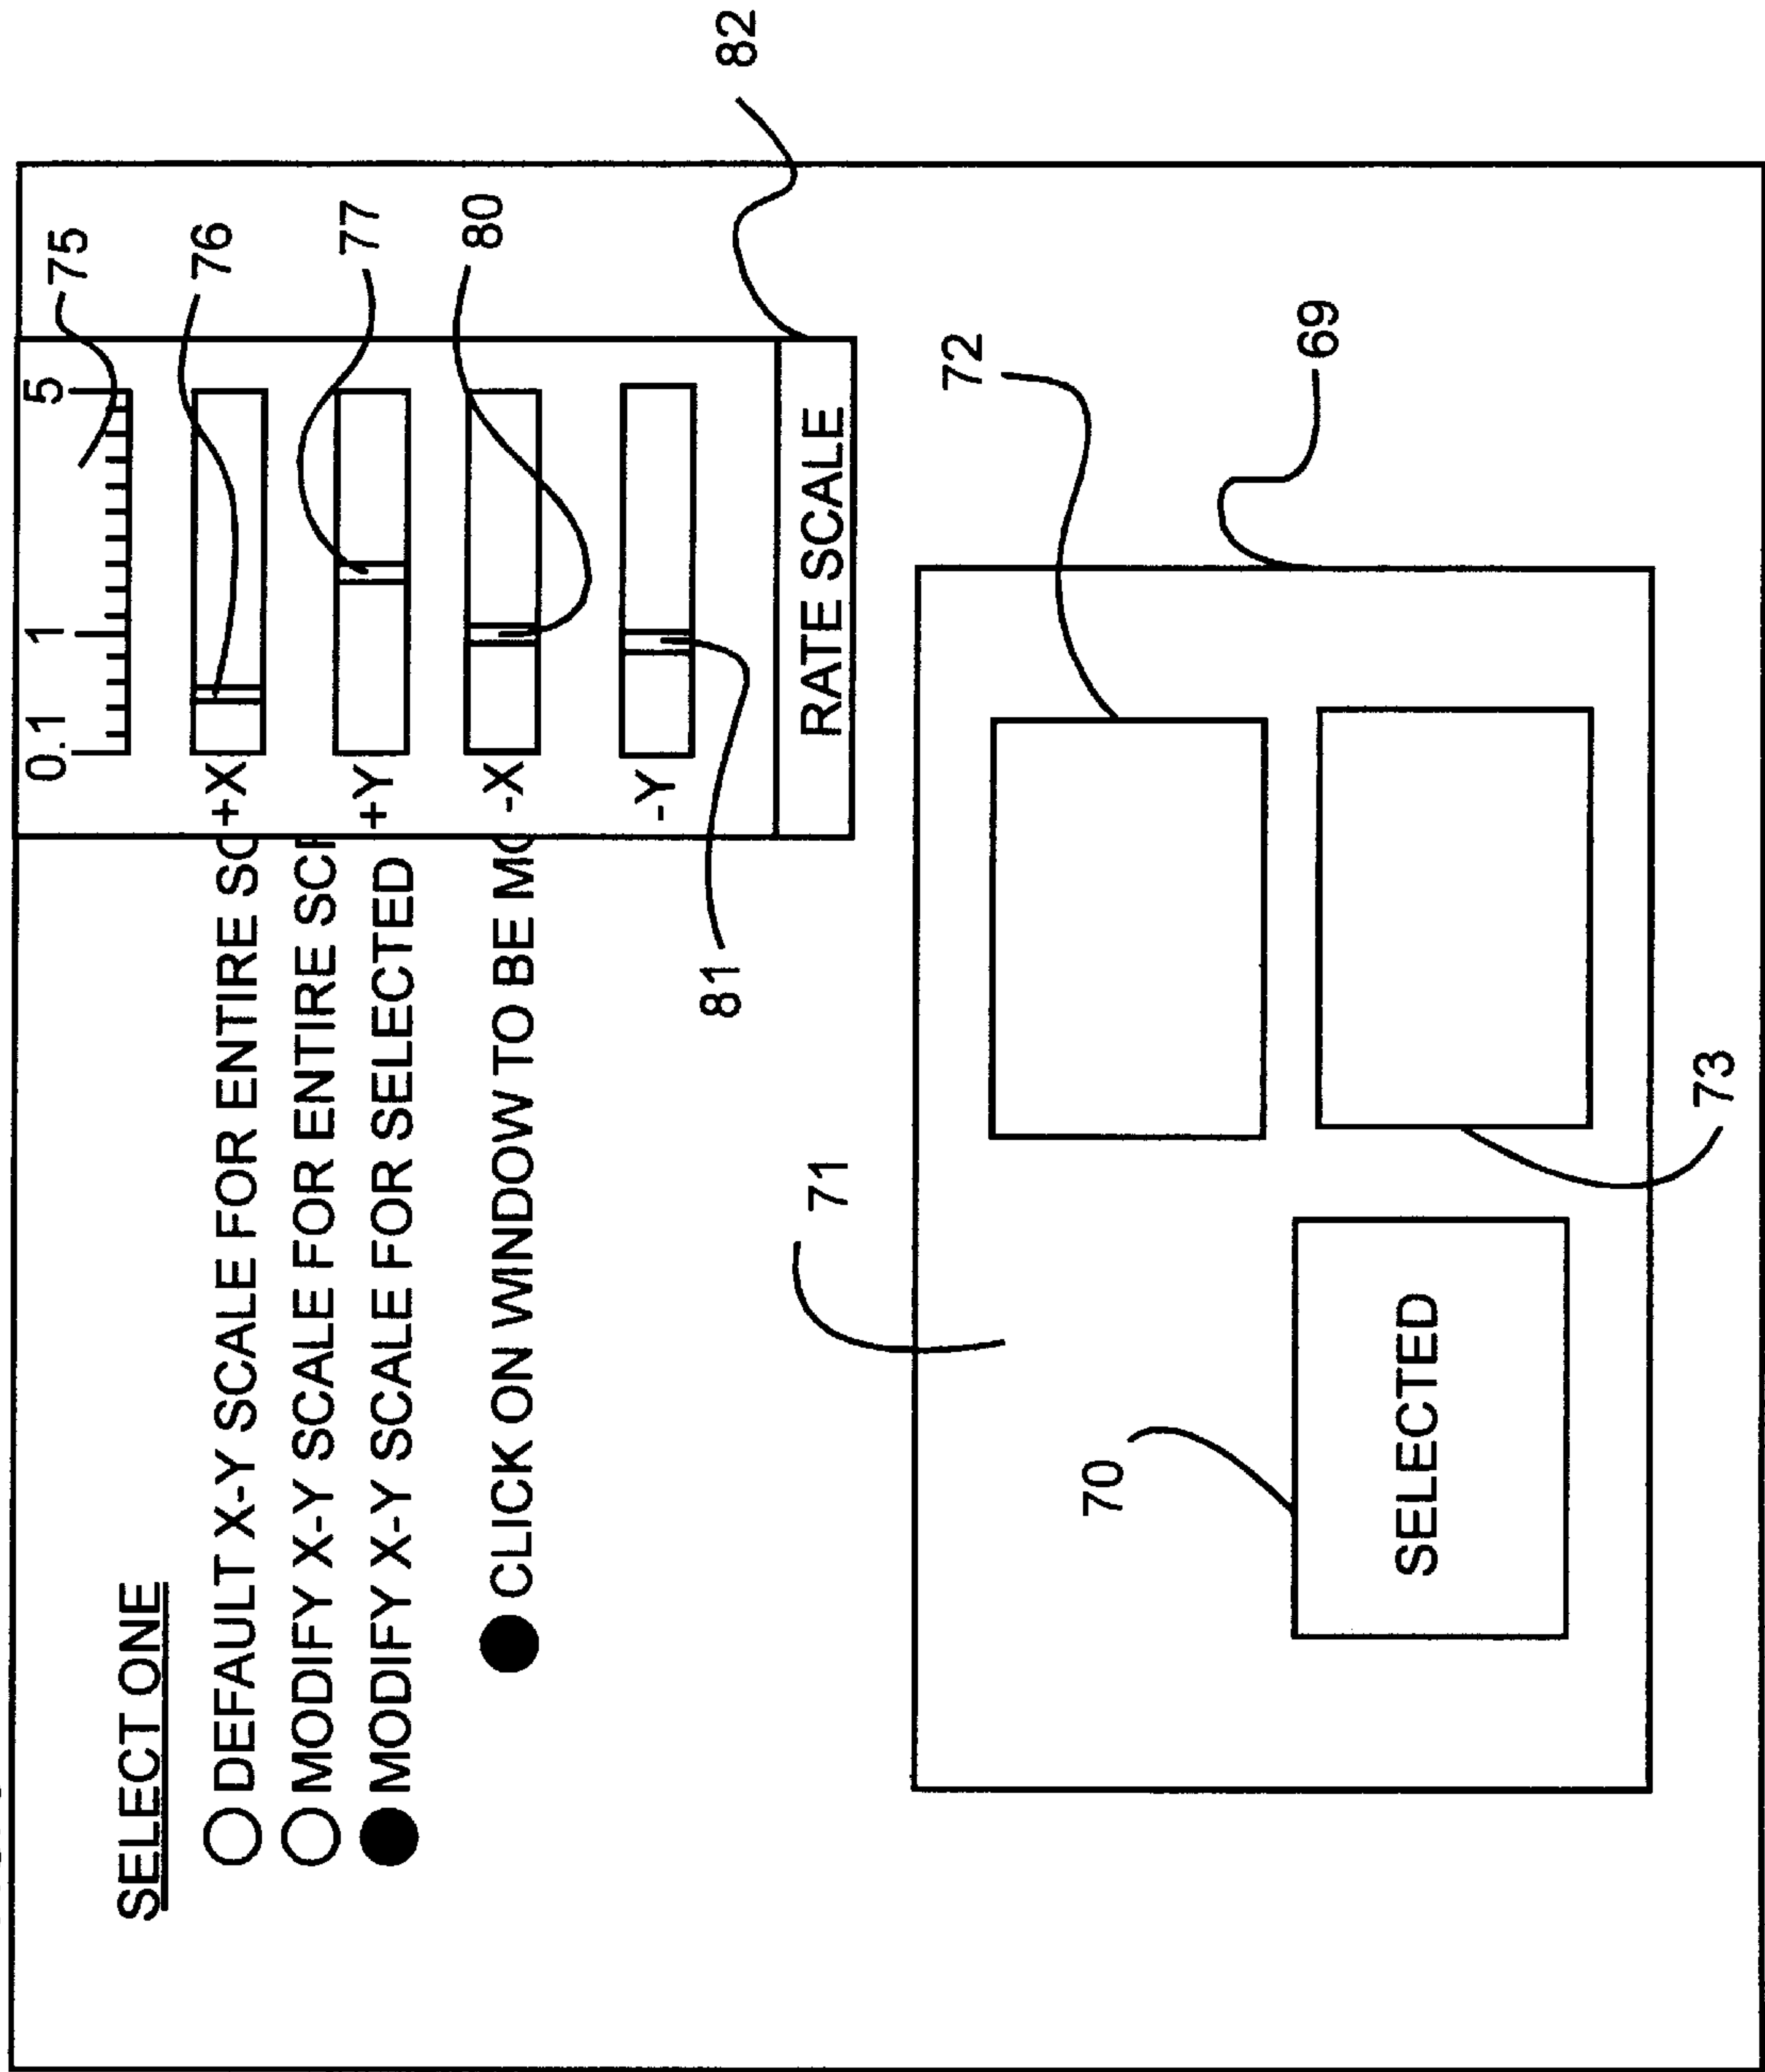 SELECT ONE
DEFAULT X-Y SCALE FOR ENTIRE SC
MODIFY X-Y SCALE FOR ENTIRE SCR
MODIFY X-Y SCALE FOR SELECTED
CLICK ON WINDOW TO BE MO
0.1 1 5
75
+X
76
+Y
77
-X
80
-Y
81
RATE SCALE
82
71
72
69
70
SELECTED
73